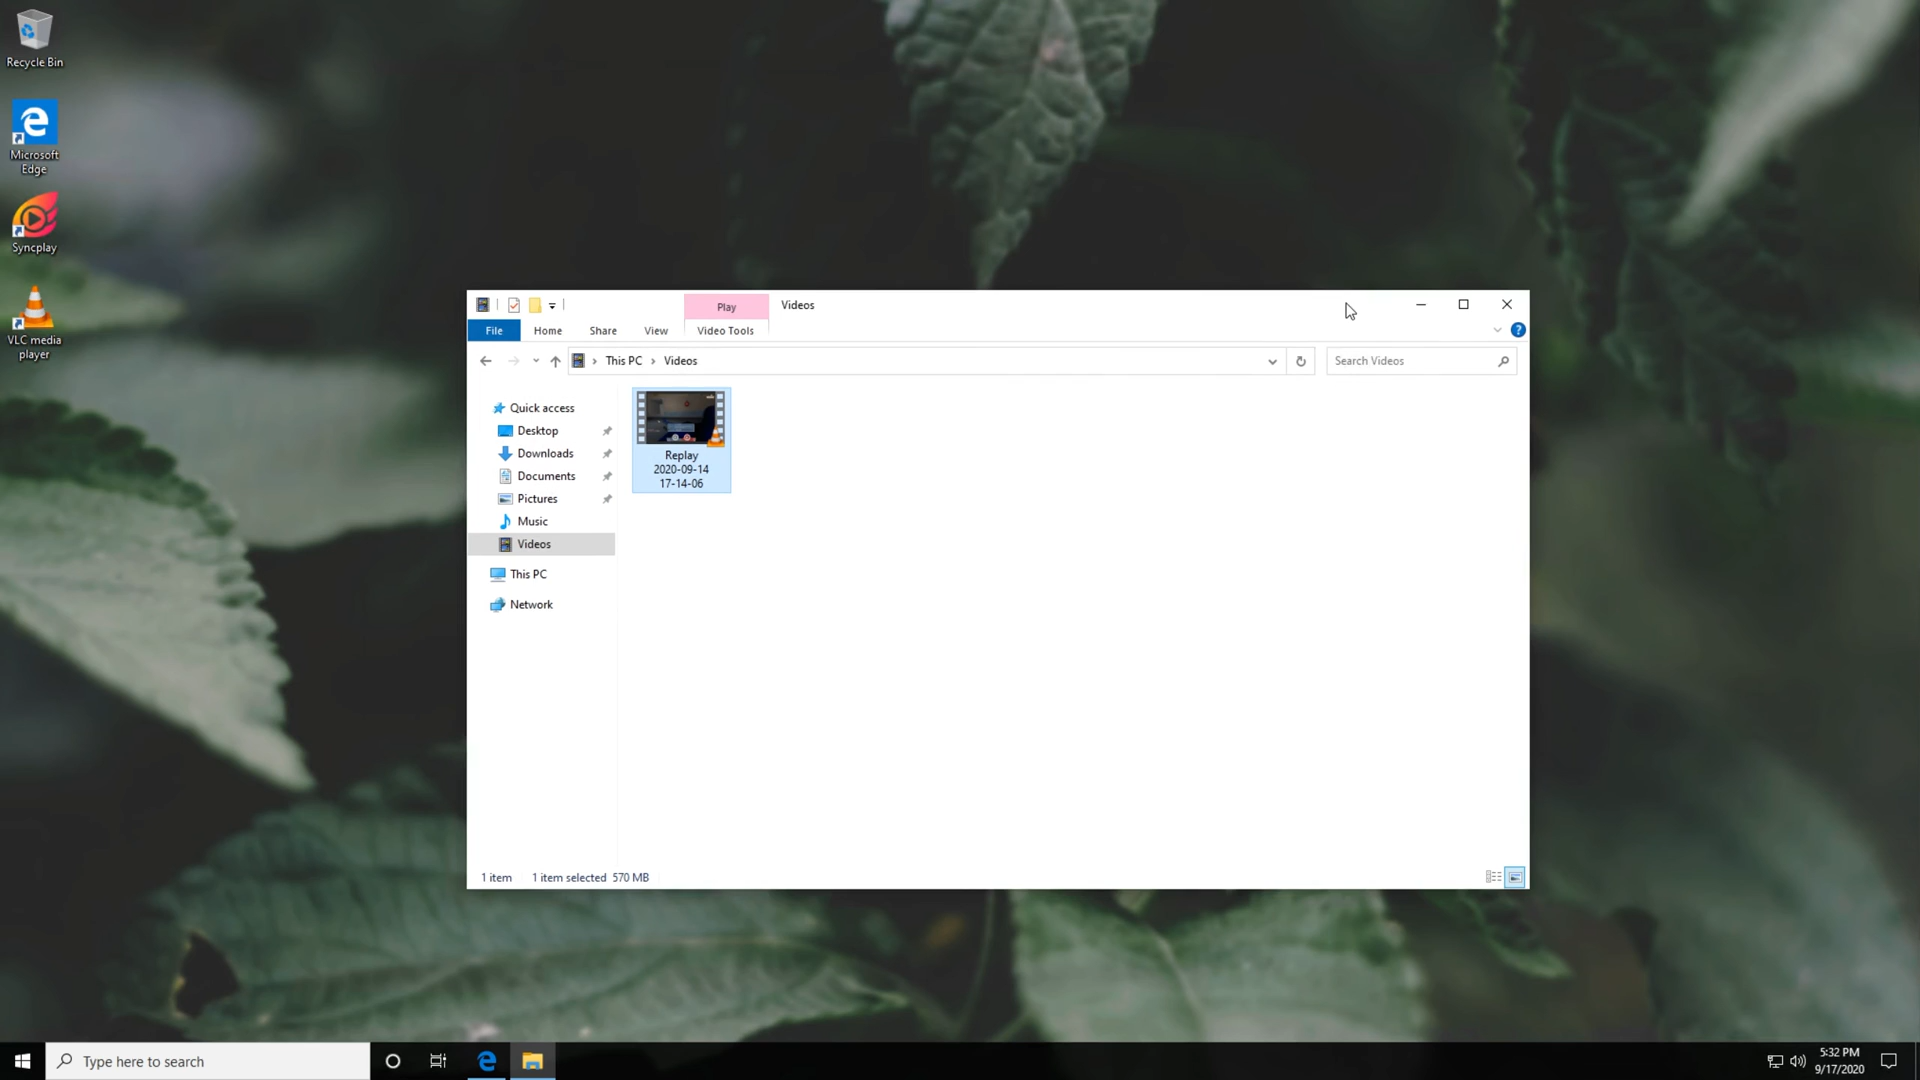 Recycle Bin
Microsoft
Edge
Syncplay
VLC media
player
Play
Videos
File
Home
Share
View
Video Tools
This PC
Videos
Search Videos
Quick access
Desktop
Downloads
Documents
Pictures
Music
Videos
This PC
Network
Replay
2020-09-14
17-14-06
1 item
1 item selected 570 MB
Type here to search
5:32 PM
9/17/2020